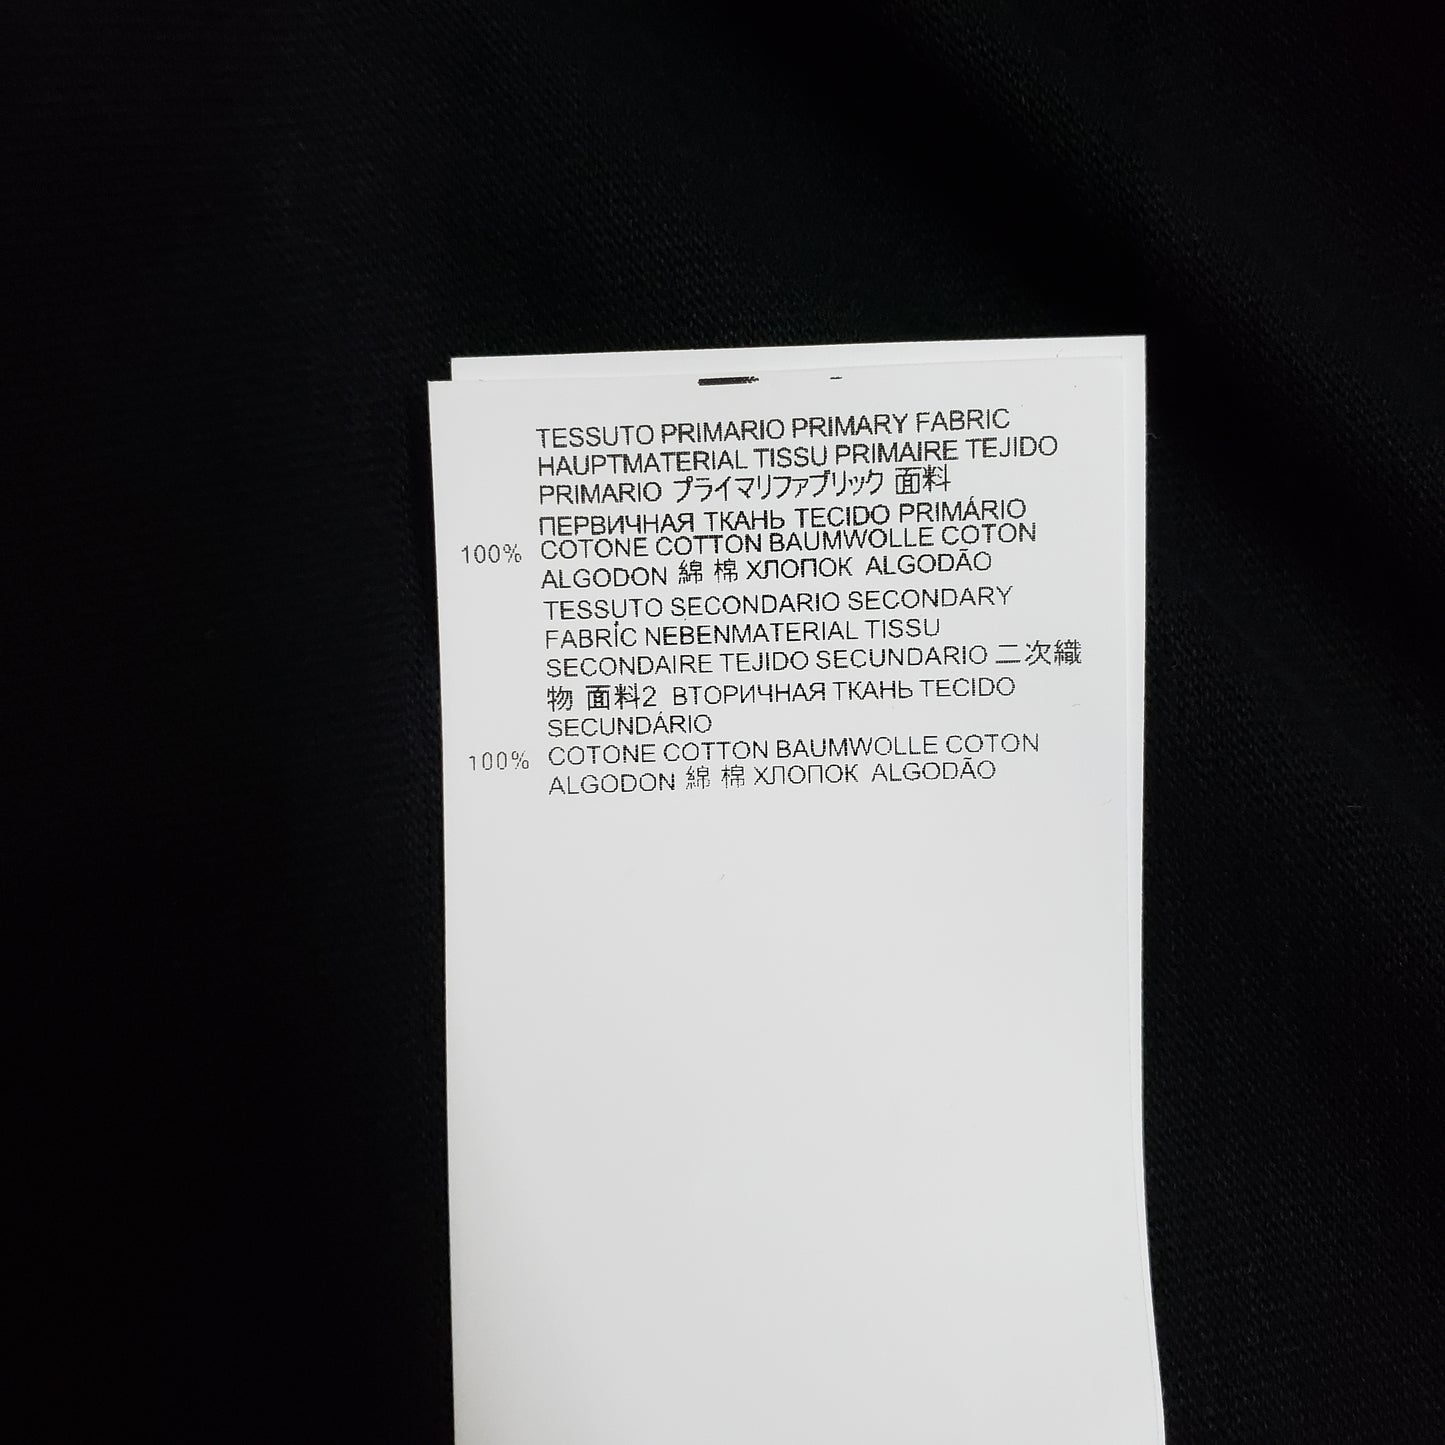 TESSUTO PRIMARIO PRIMARY FABRIC
HAUPTMATERIAL TISSU PRIMAIRE TEJIDO
PRIMARIO プライマリファブリック 面料
ПЕРВИЧНАЯ ТКАНЬ TECIDO PRIMÁRIO
100% COTONE COTTON BAUMWOLLE COTON
ALGODON 綿 棉 ХЛОПОК ALGODÃO
TESSUTO SECONDARIO SECONDARY
FABRIC NEBENMATERIAL TISSU
SECONDAIRE TEJIDO SECUNDARIO 二次織
物 面料2 ВТОРИЧНАЯ ТКАНЬ TECIDO
SECUNDÁRIO
100% COTONE COTTON BAUMWOLLE COTON
ALGODON 綿 棉 ХЛОПОК ALGODÃO